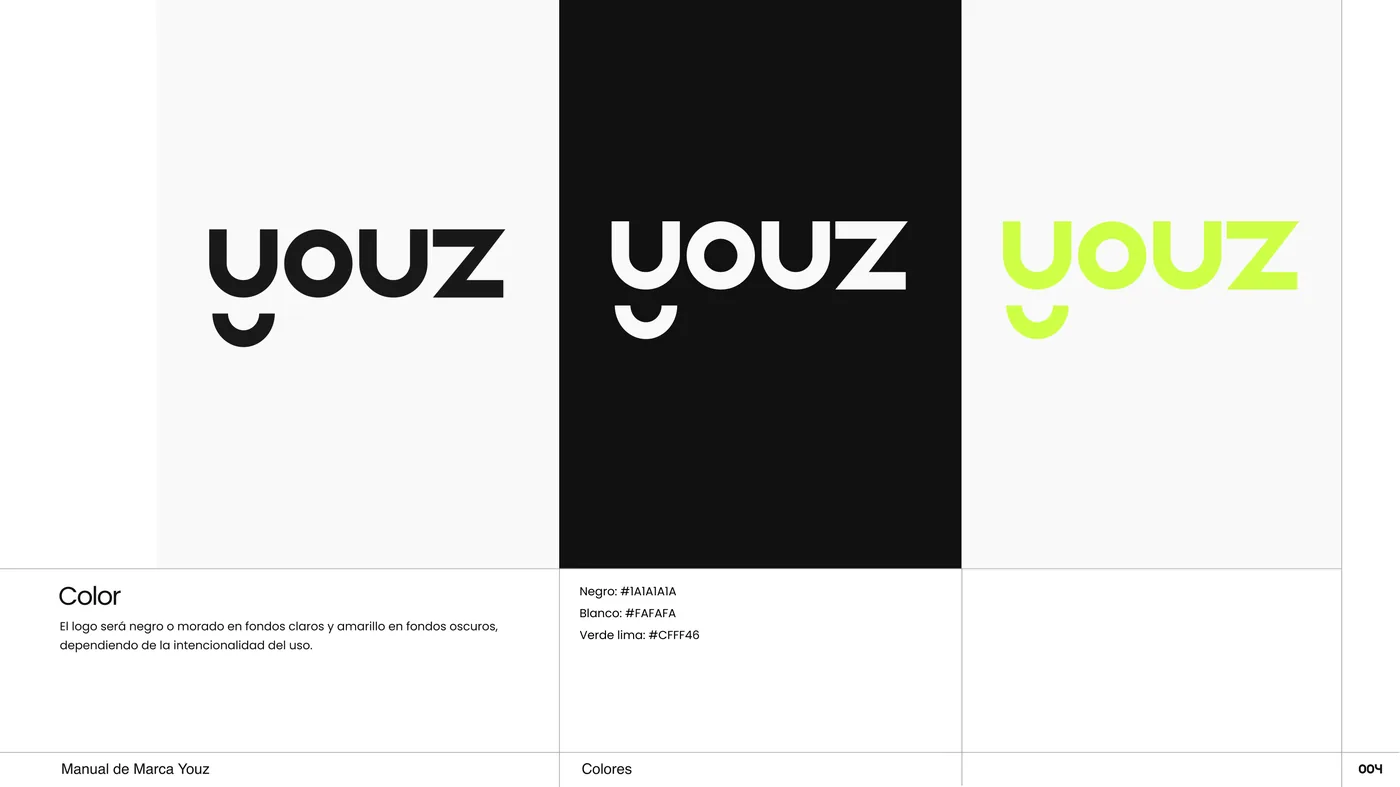 youz
youz
youz
Color
El logo será negro o morado en fondos claros y amarillo en fondos oscuros,
dependiendo de la intencionalidad del uso.
Negro: #1A1A1A1A
Blanco: #FAFAFA
Verde lima: #CFFF46
Manual de Marca Youz
Colores
004